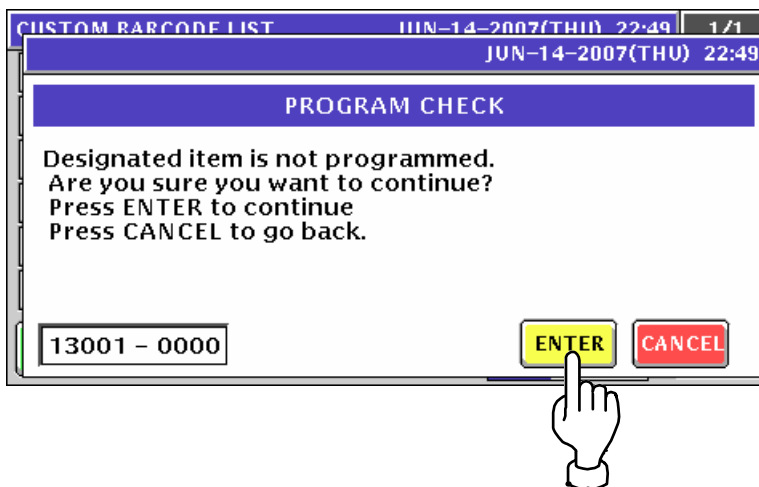 CUSTOM BARCODE LIST JUN-14-2007(THU) 22:49 1/1
JUN-14-2007(THU) 22:49
PROGRAM CHECK
Designated item is not programmed.
Are you sure you want to continue?
Press ENTER to continue
Press CANCEL to go back.
13001 - 0000 ENTER CANCEL